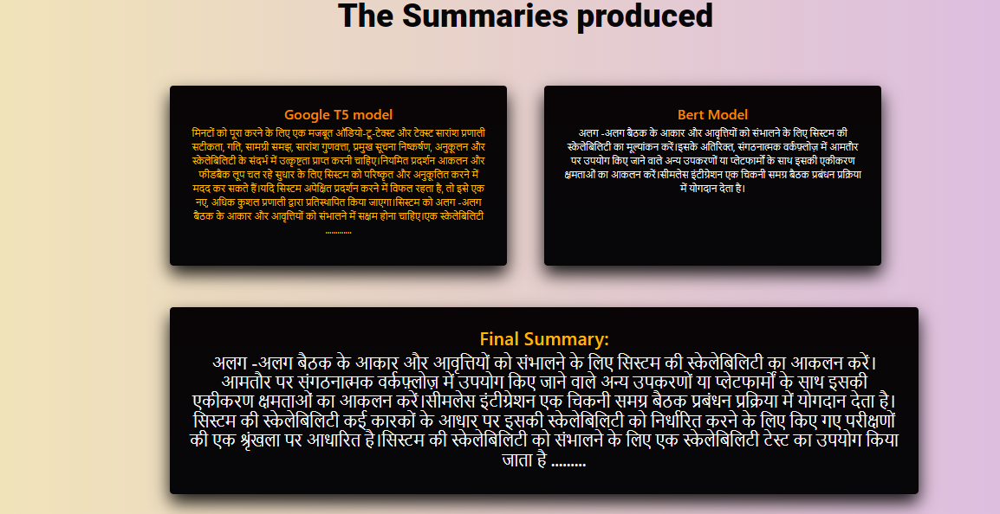 The Summaries produced
Google T5 model
मिनटों को पूरा करने के लिए एक मजबूत ऑडियो-टू-टेक्स्ट और टेक्स्ट सारांश प्रणाली
सटीकता, गति, सामग्री समझ, सारांश गुणवत्ता, प्रमुख सूचना निष्कर्षण, अनुकूलन और
स्केलेबिलिटी के संदर्भ में उत्कृष्टता प्राप्त करनी चाहिए।नियमित प्रदर्शन आकलन और
फीडबैक लूप चल रहे सुधार के लिए सिस्टम को परिष्कृत और अनुकूलित करने में
मदद कर सकते हैं।यदि सिस्टम अपेक्षित प्रदर्शन करने में विफल रहता है, तो इसे एक
नए, अधिक कुशल प्रणाली द्वारा प्रतिस्थापित किया जाएगा।सिस्टम को अलग -अलग
बैठक के आकार और आवृत्तियों को संभालने में सक्षम होना चाहिए।एक स्केलेबिलिटी
.............
Bert Model
अलग -अलग बैठक के आकार और आवृत्तियों को संभालने के लिए सिस्टम की
स्केलेबिलिटी का मूल्यांकन करें।इसके अतिरिक्त, संगठनात्मक वर्कफ़्लोज़ में आमतौर
पर उपयोग किए जाने वाले अन्य उपकरणों या प्लेटफार्मों के साथ इसकी एकीकरण
क्षमताओं का आकलन करें।सीमलेस इंटीग्रेशन एक चिकनी समग्र बैठक प्रबंधन प्रक्रिया
में योगदान देता है।
Final Summary:
अलग -अलग बैठक के आकार और आवृत्तियों को संभालने के लिए सिस्टम की स्केलेबिलिटी का आकलन करें।
आमतौर पर संगठनात्मक वर्कफ़्लोज़ में उपयोग किए जाने वाले अन्य उपकरणों या प्लेटफार्मों के साथ इसकी
एकीकरण क्षमताओं का आकलन करें।सीमलेस इंटीग्रेशन एक चिकनी समग्र बैठक प्रबंधन प्रक्रिया में योगदान देता है।
सिस्टम की स्केलेबिलिटी कई कारकों के आधार पर इसकी स्केलेबिलिटी को निर्धारित करने के लिए किए गए परीक्षणों
की एक श्रृंखला पर आधारित है।सिस्टम की स्केलेबिलिटी को संभालने के लिए एक स्केलेबिलिटी टेस्ट का उपयोग किया
जाता है .........